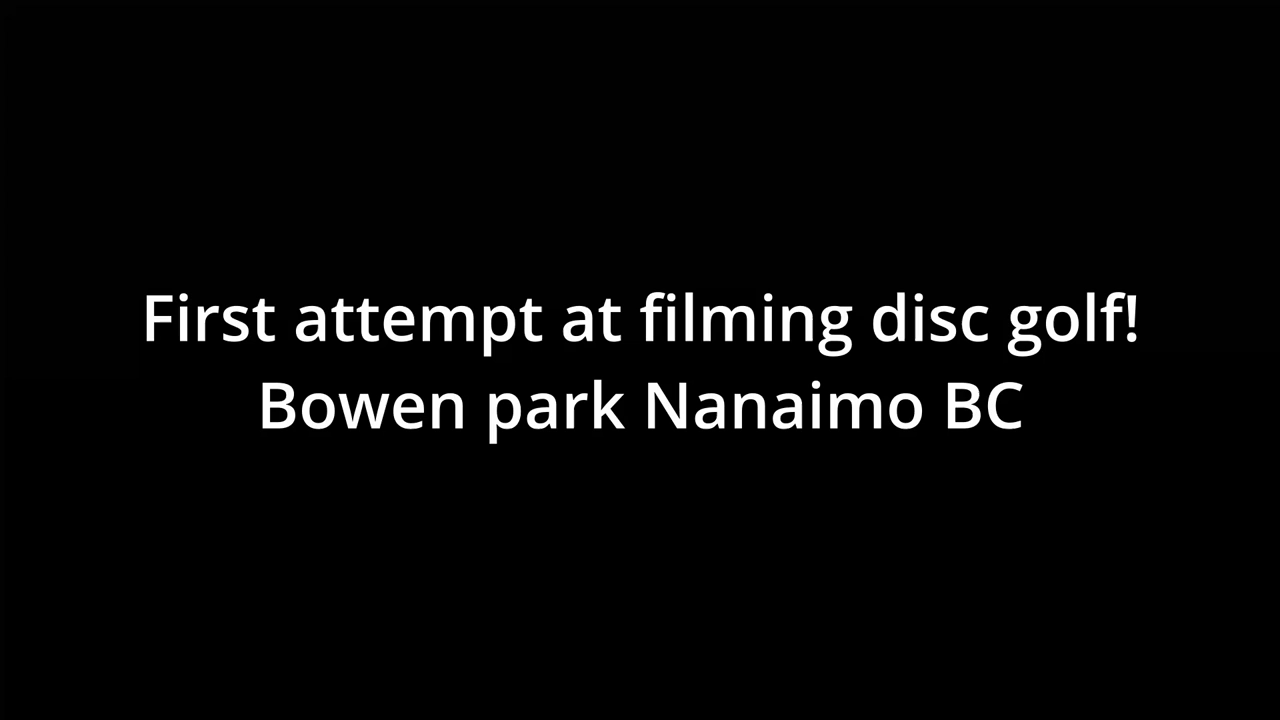 First attempt at filming disc golf!
Bowen park Nanaimo BC